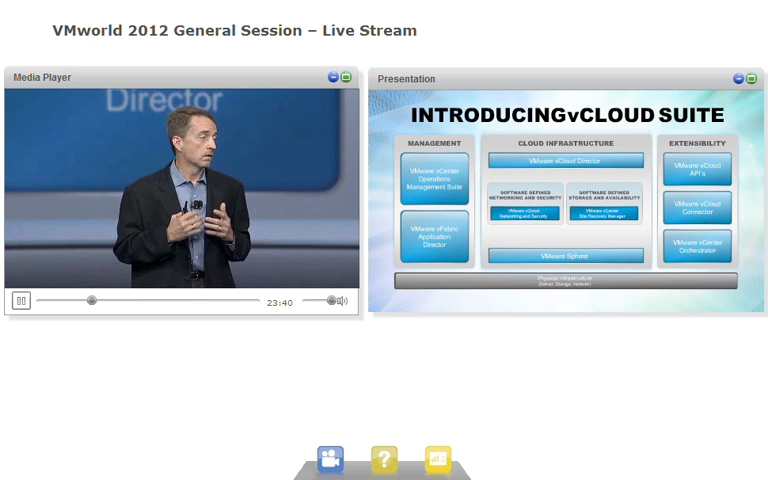 VMworld 2012 General Session – Live Stream
Media Player
Director
23:40
Presentation
INTRODUCING vCLOUD SUITE
MANAGEMENT
VMware vCenter
Operations
Management Suite
VMware vFabric
Application
Director
CLOUD INFRASTRUCTURE
VMware vCloud Director
SOFTWARE DEFINED
NETWORKING AND SECURITY
VMware vCloud
Networking and Security
SOFTWARE DEFINED
STORAGE AND AVAILABILITY
VMware vCenter
Site Recovery Manager
VMware Sphere
EXTENSIBILITY
VMware vCloud
API's
VMware vCloud
Connector
VMware vCenter
Orchestrator
Physical Infrastructure
(Server, Storage, Network)
?